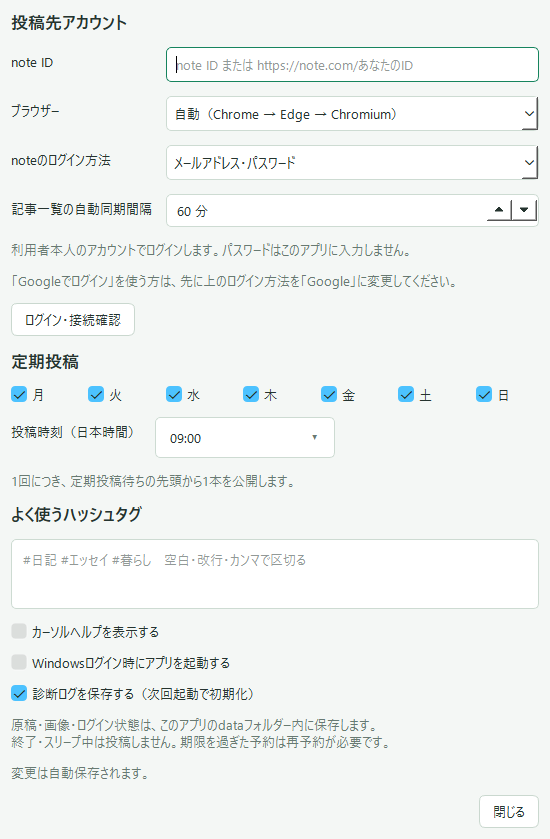 投稿先アカウント
note ID
note ID または https://note.com/あなたのID
ブラウザー
自動（Chrome → Edge → Chromium）
noteのログイン方法
メールアドレス・パスワード
記事一覧の自動同期間隔
60 分
利用者本人のアカウントでログインします。パスワードはこのアプリに入力しません。
「Googleでログイン」を使う方は、先に上のログイン方法を「Google」に変更してください。
ログイン・接続確認
定期投稿
月 火 水 木 金 土 日
投稿時刻（日本時間）
09:00
1回につき、定期投稿待ちの先頭から1本を公開します。
よく使うハッシュタグ
#日記 #エッセイ #暮らし　空白・改行・カンマで区切る
カーソルヘルプを表示する
Windowsログイン時にアプリを起動する
診断ログを保存する（次回起動で初期化）
原稿・画像・ログイン状態は、このアプリのdataフォルダー内に保存します。
終了・スリープ中は投稿しません。期限を過ぎた予約は再予約が必要です。
変更は自動保存されます。
閉じる